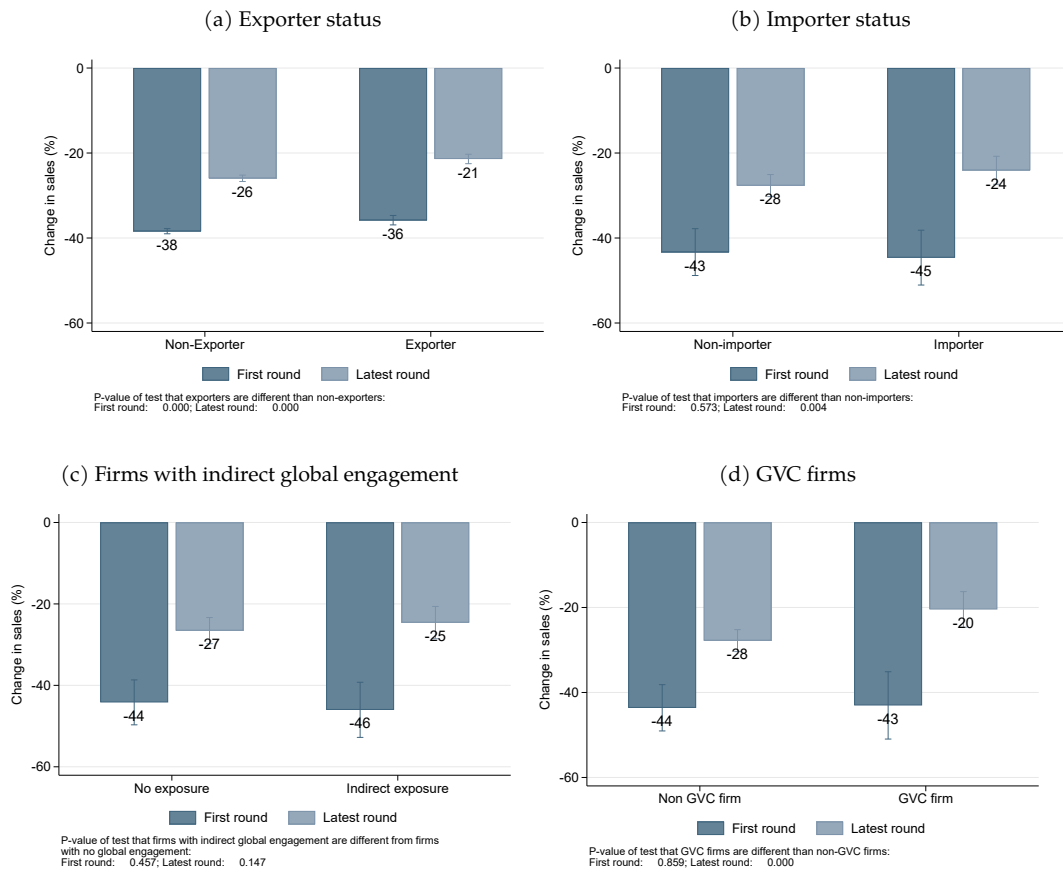 (a) Exporter status
0
-20
-40
-60
Change in sales (%)
-38
-26
-36
-21
Non-Exporter
Exporter
First round
Latest round
P-value of test that exporters are different than non-exporters:
First round: 0.000; Latest round: 0.000
(b) Importer status
0
-20
-40
-60
Change in sales (%)
-43
-28
-45
-24
Non-importer
Importer
First round
Latest round
P-value of test that importers are different than non-importers:
First round: 0.573; Latest round: 0.004
(c) Firms with indirect global engagement
0
-20
-40
-60
Change in sales (%)
-44
-27
-46
-25
No exposure
Indirect exposure
First round
Latest round
P-value of test that firms with indirect global engagement are different from firms
with no global engagement:
First round: 0.457; Latest round: 0.147
(d) GVC firms
0
-20
-40
-60
Change in sales (%)
-44
-28
-43
-20
Non GVC firm
GVC firm
First round
Latest round
P-value of test that GVC firms are different than non-GVC firms:
First round: 0.859; Latest round: 0.000